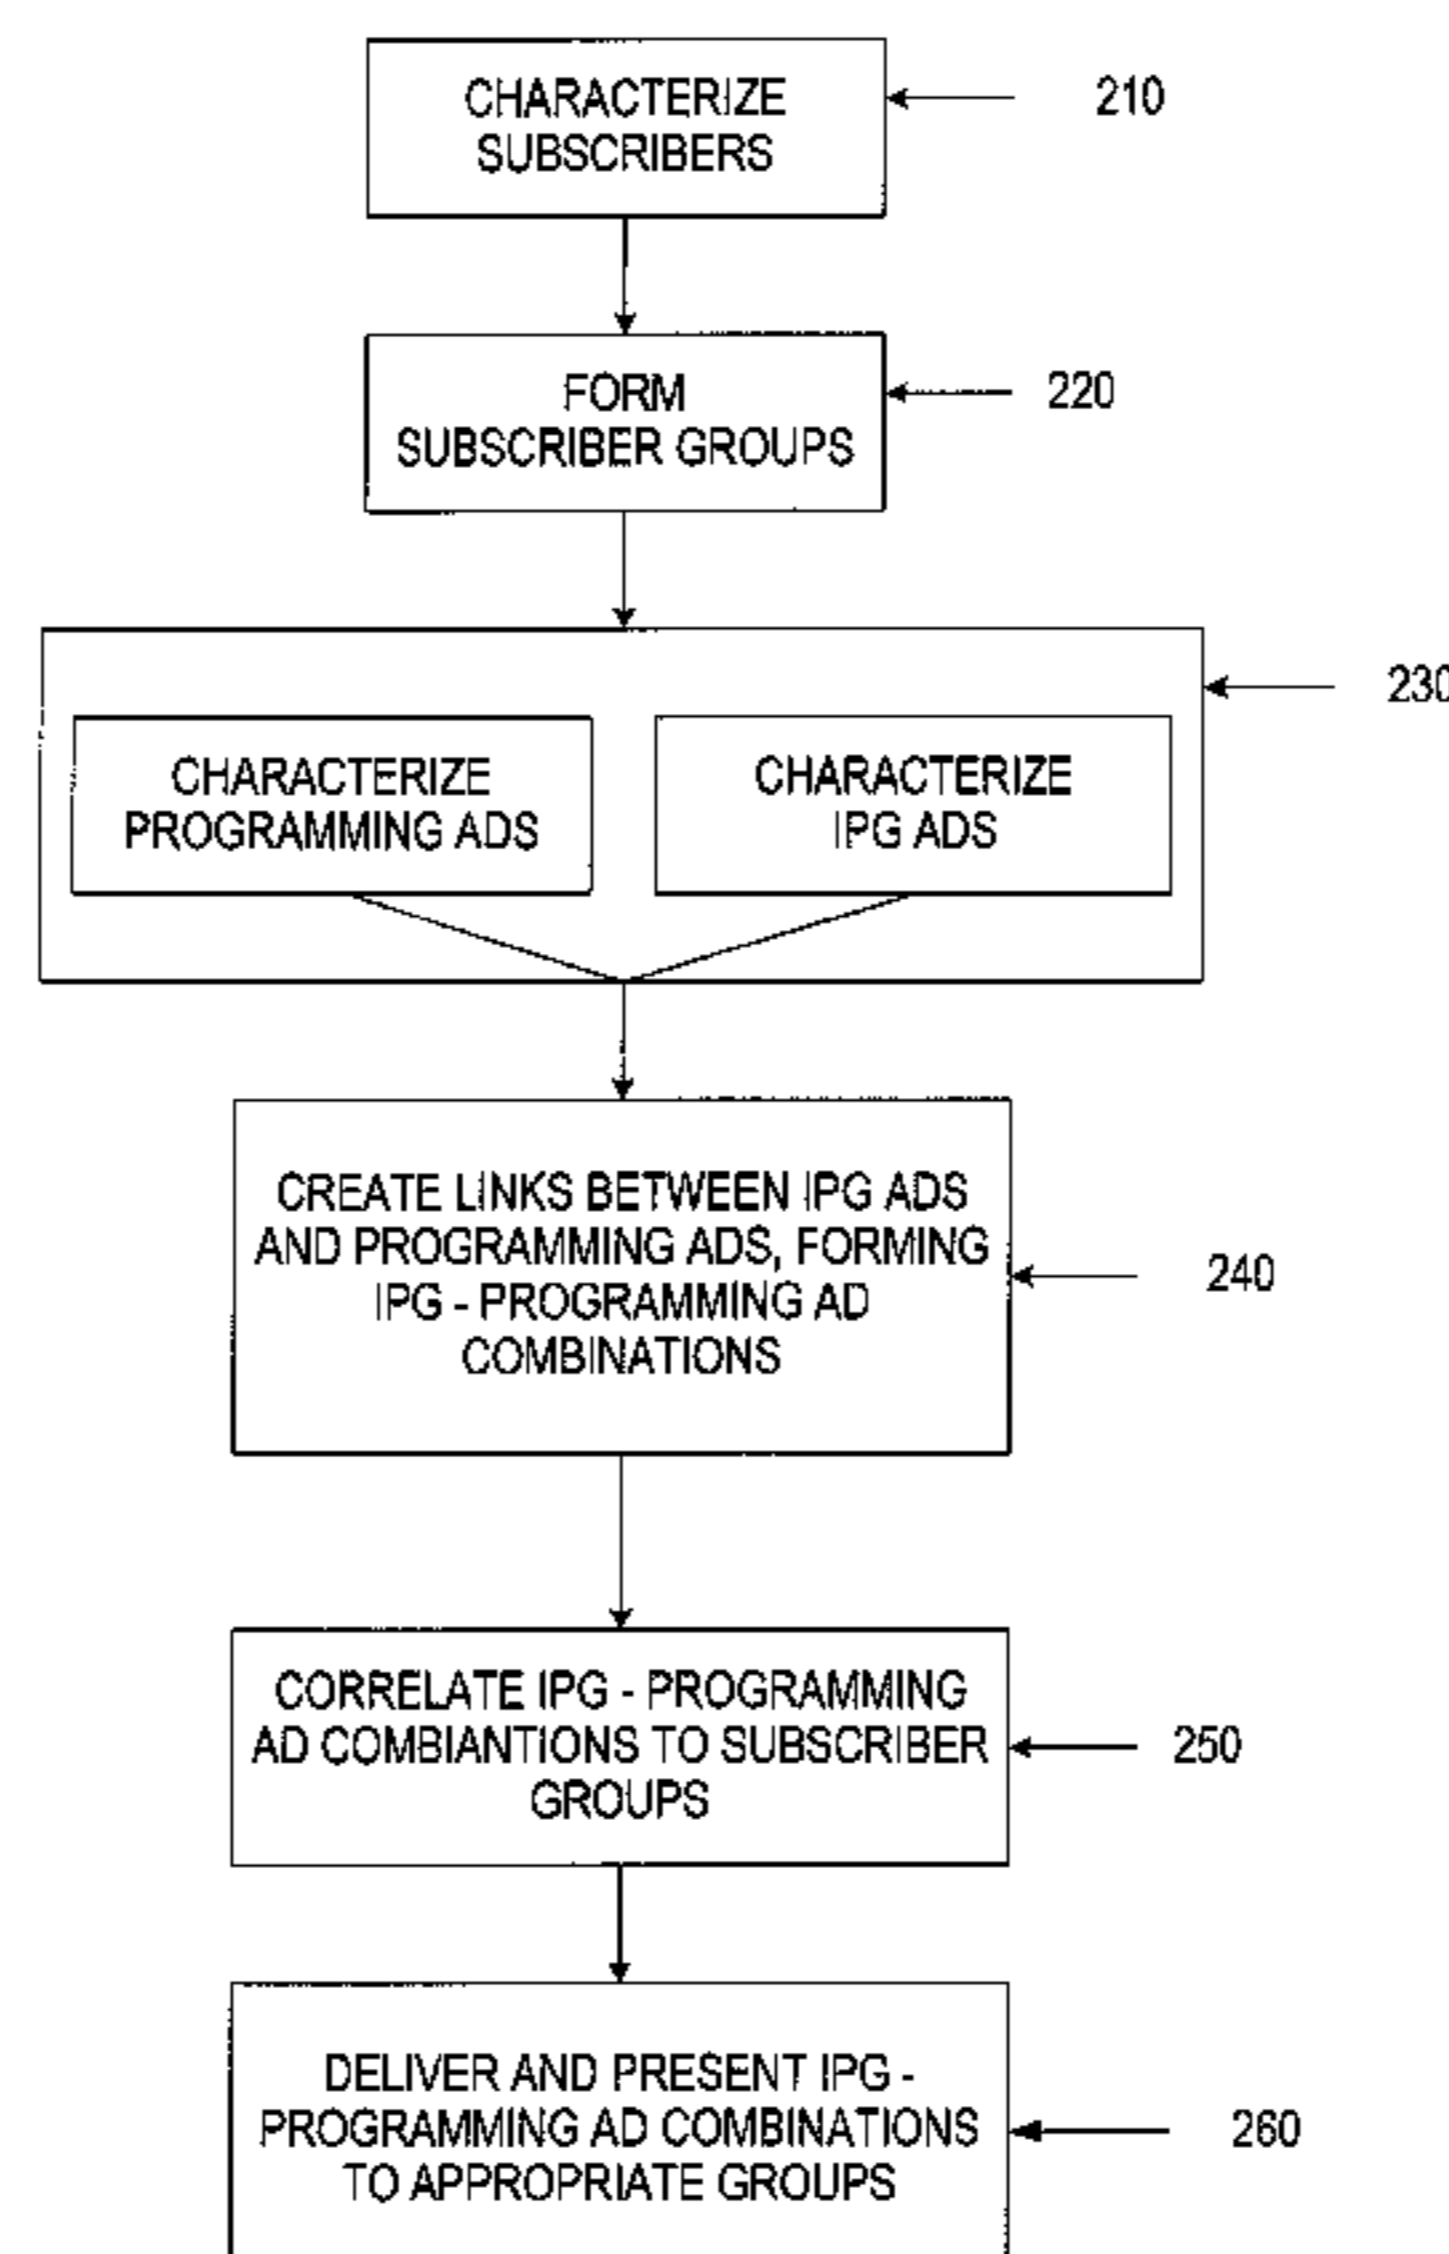 CHARACTERIZE
SUBSCRIBERS
210
FORM
SUBSCRIBER GROUPS
220
230
CHARACTERIZE
PROGRAMMING ADS
CHARACTERIZE
IPG ADS
CREATE LINKS BETWEEN IPG ADS
AND PROGRAMMING ADS, FORMING
IPG - PROGRAMMING AD
COMBINATIONS
240
CORRELATE IPG - PROGRAMMING
AD COMBIANTIONS TO SUBSCRIBER
GROUPS
250
DELIVER AND PRESENT IPG -
PROGRAMMING AD COMBINATIONS
TO APPROPRIATE GROUPS
260